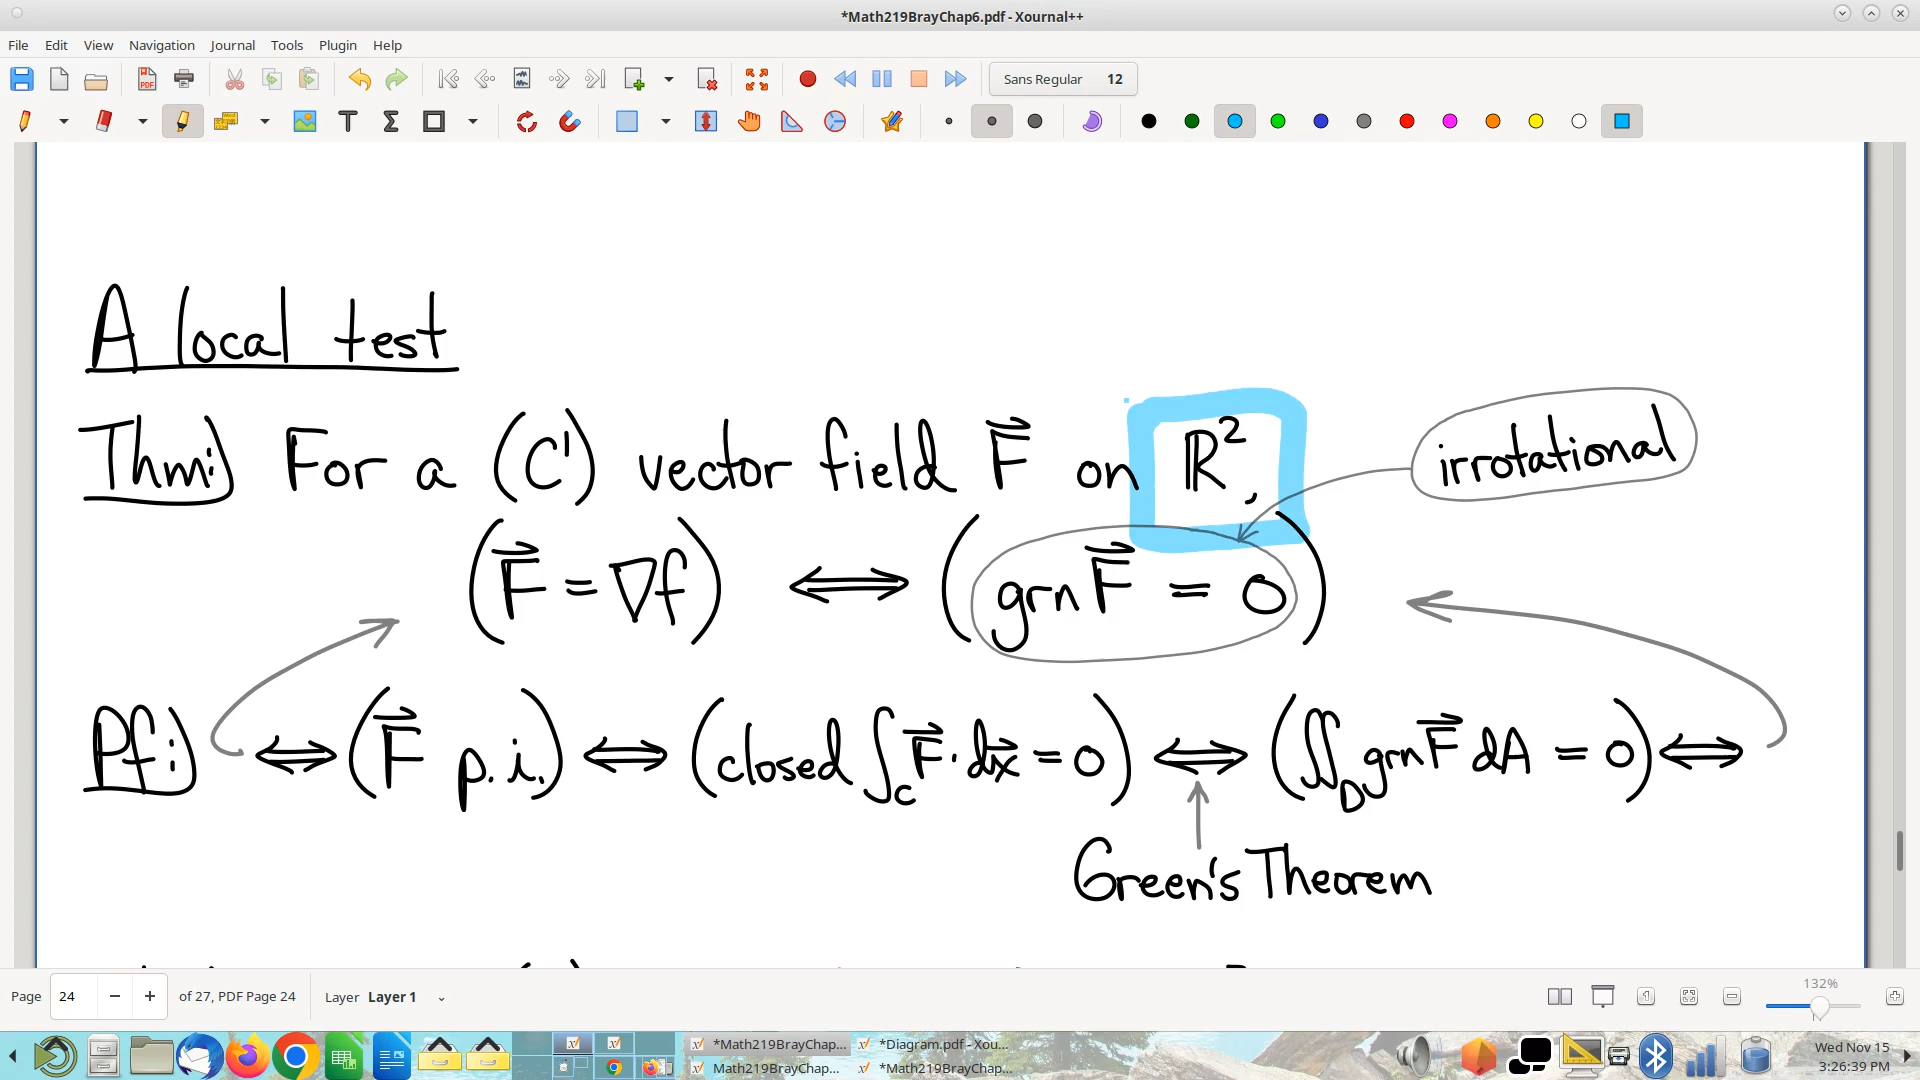 *Math219BrayChap6.pdf - Xournal++
File Edit View Navigation Journal Tools Plugin Help
Sans Regular 12
A local test
Thm:) For a (C¹) vector field F⃗ on ℝ², irrotational
(F⃗ = ∇f) ⟺ (grn F⃗ = 0)
Pf:) ⟺ (F⃗ p.i.) ⟺ (closed ∫_C F⃗ · dx⃗ = 0) ⟺ (∬_D grn F⃗ dA = 0) ⟺
Green's Theorem
Page 24 of 27, PDF Page 24 Layer Layer 1 132%
*Math219BrayChap... *Diagram.pdf - Xou... Wed Nov 15
Math219BrayChap... *Math219BrayChap... 3:26:39 PM